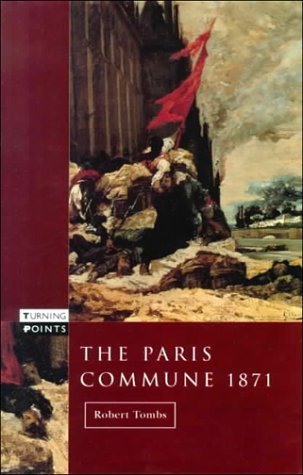 TURNING
POINTS
THE PARIS
COMMUNE 1871
Robert Tombs